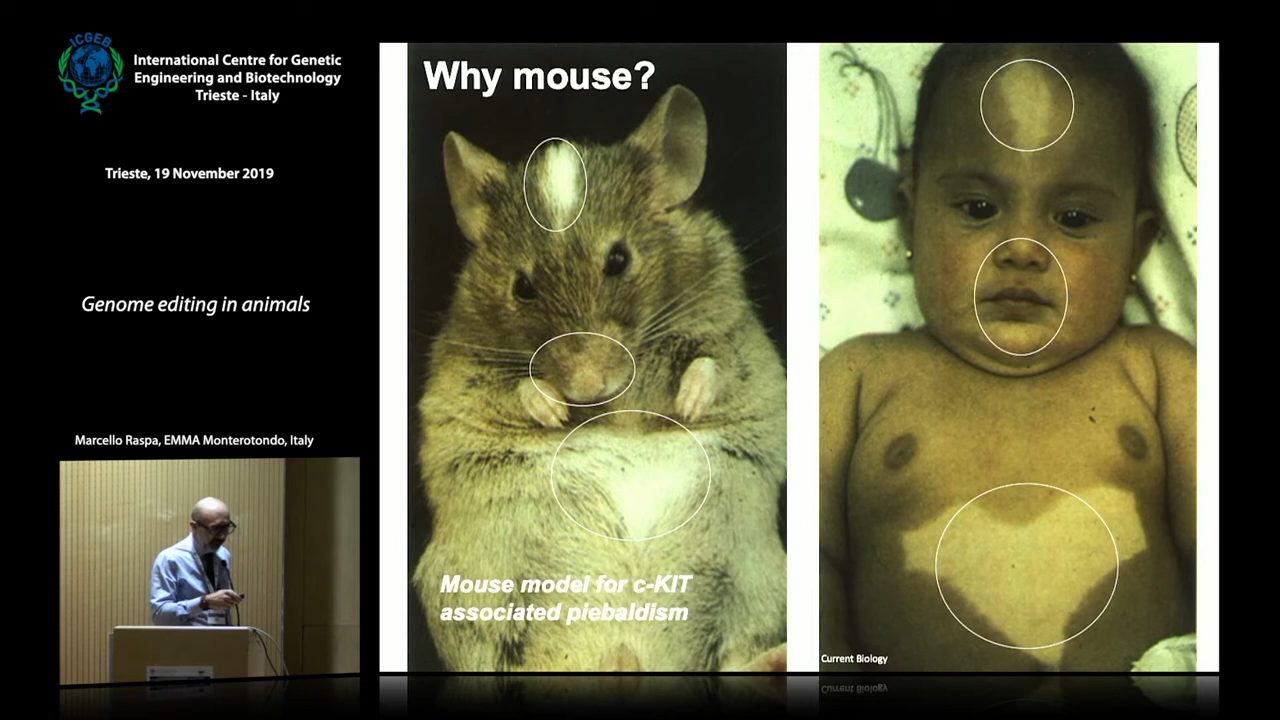 ICGEB
International Centre for Genetic
Engineering and Biotechnology
Trieste - Italy
Trieste, 19 November 2019
Genome editing in animals
Marcello Raspa, EMMA Monterotondo, Italy
Why mouse?
Mouse model for c-KIT
associated piebaldism
Current Biology